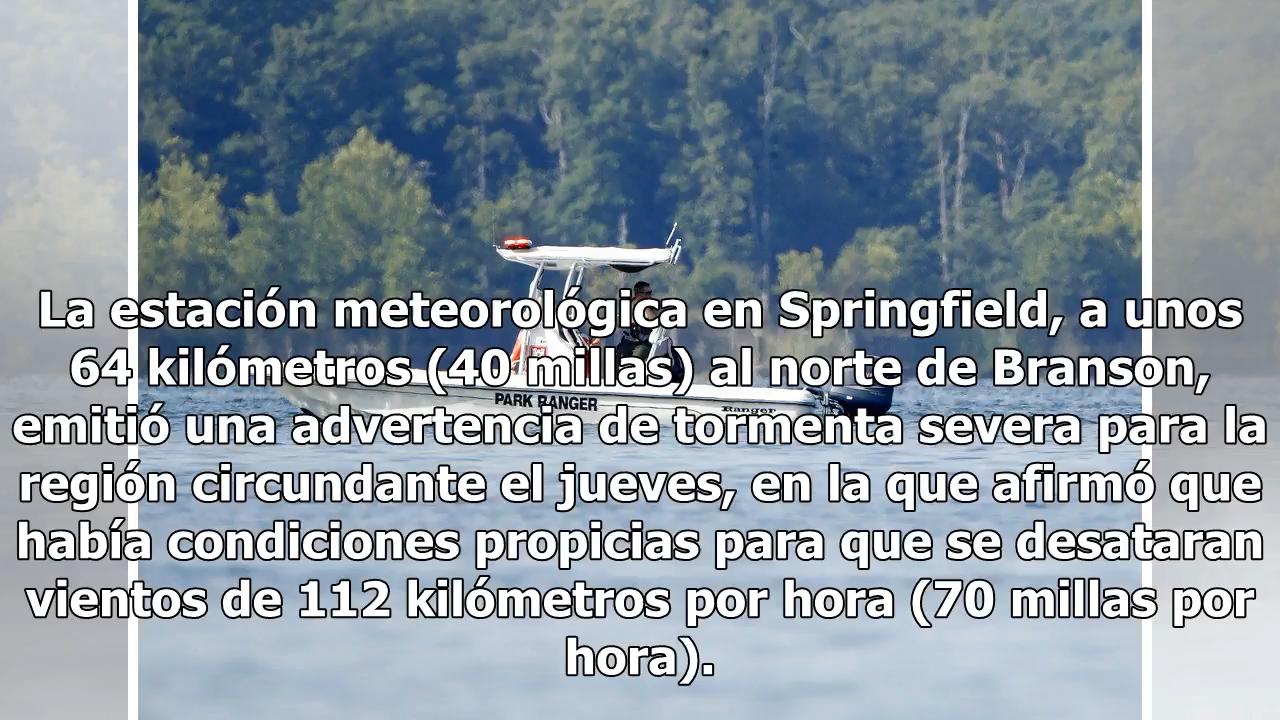 La estación meteorológica en Springfield, a unos
64 kilómetros (40 millas) al norte de Branson,
emitió una advertencia de tormenta severa para la
región circundante el jueves, en la que afirmó que
había condiciones propicias para que se desataran
vientos de 112 kilómetros por hora (70 millas por
hora).
PARK RANGER
Ranger